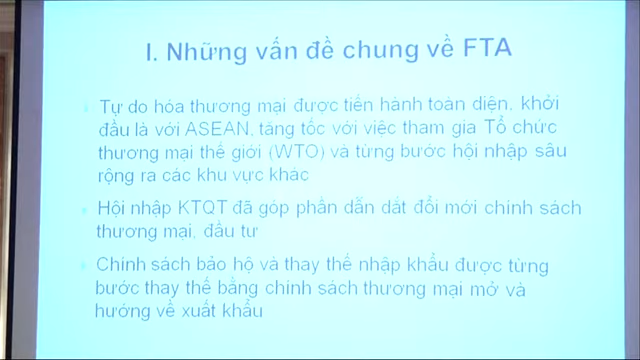 I. Những vấn đề chung về FTA
Tự do hóa thương mại được tiến hành toàn diện, khởi
đầu là với ASEAN, tăng tốc với việc tham gia Tổ chức
thương mại thế giới (WTO) và từng bước hội nhập sâu
rộng ra các khu vực khác
Hội nhập KTQT đã góp phần dẫn dắt đổi mới chính sách
thương mại, đầu tư
Chính sách bảo hộ và thay thế nhập khẩu được từng
bước thay thế bằng chính sách thương mại mở và
hướng về xuất khẩu